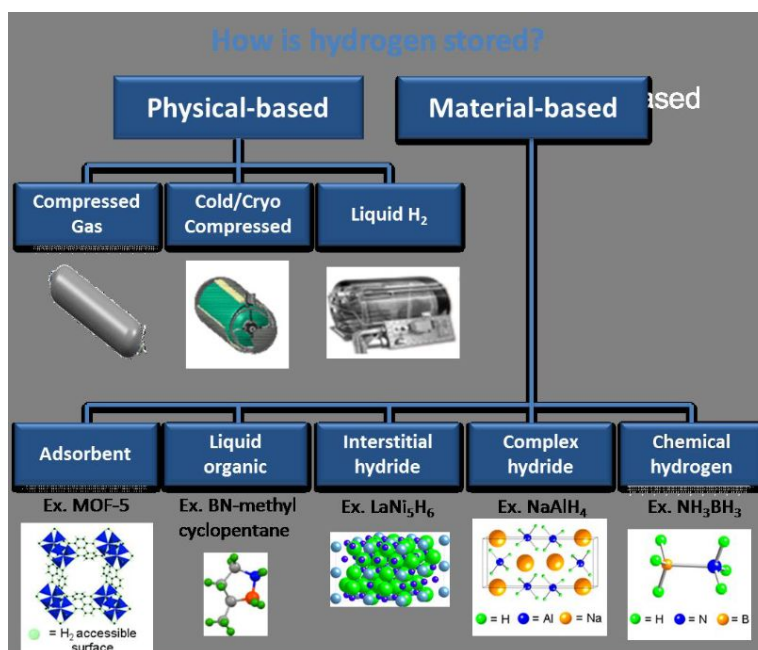 How is hydrogen stored?
Physical-based
Material-based
ased
Compressed
Gas
Cold/Cryo
Compressed
Liquid H₂
Adsorbent
Liquid
organic
Interstitial
hydride
Complex
hydride
Chemical
hydrogen
Ex. MOF-5
Ex. BN-methyl
cyclopentane
Ex. LaNi₅H₆
Ex. NaAlH₄
Ex. NH₃BH₃
= H₂ accessible
surface
= H = Al = Na
= H = N = B